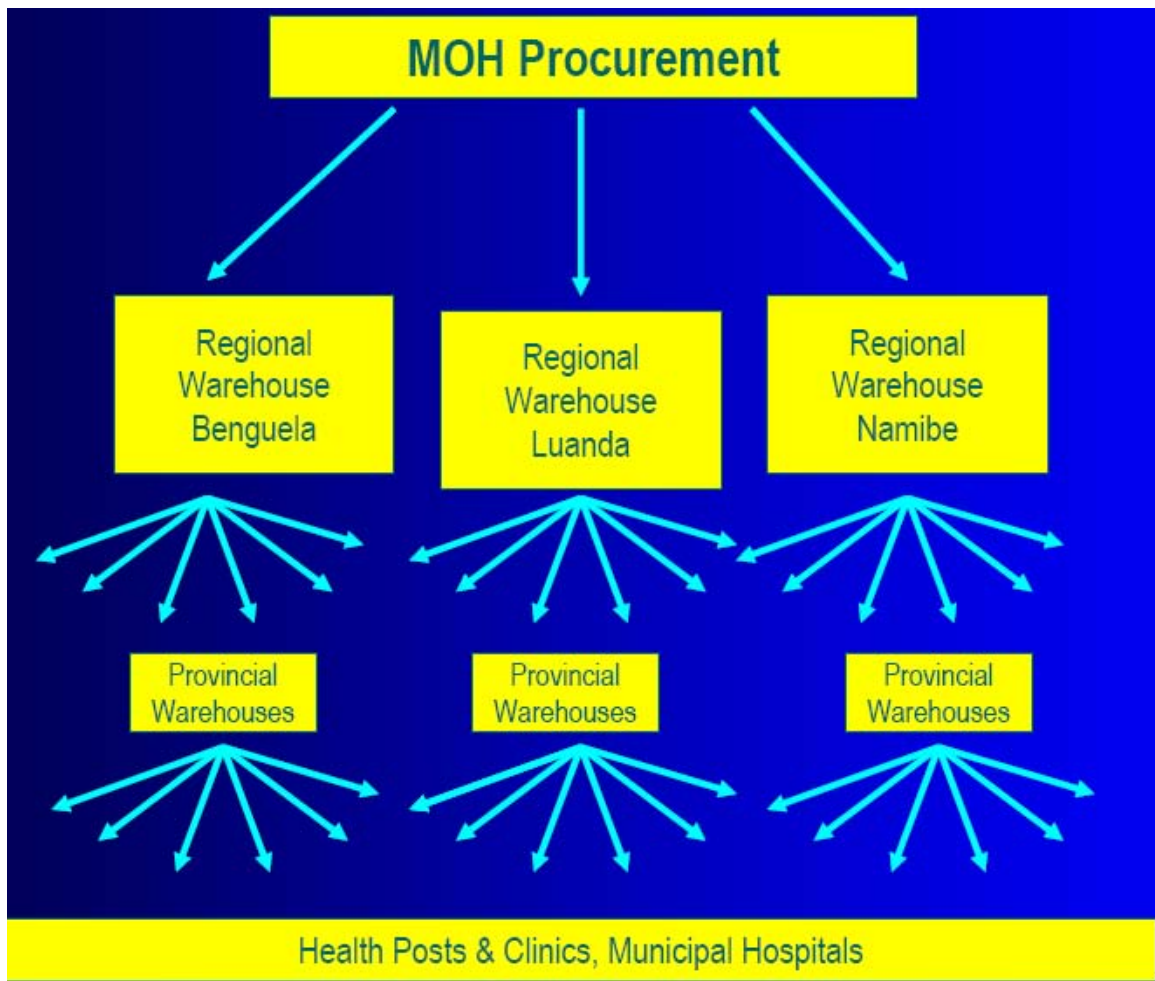 MOH Procurement
Regional
Warehouse
Benguela
Regional
Warehouse
Luanda
Regional
Warehouse
Namibe
Provincial
Warehouses
Provincial
Warehouses
Provincial
Warehouses
Health Posts & Clinics, Municipal Hospitals